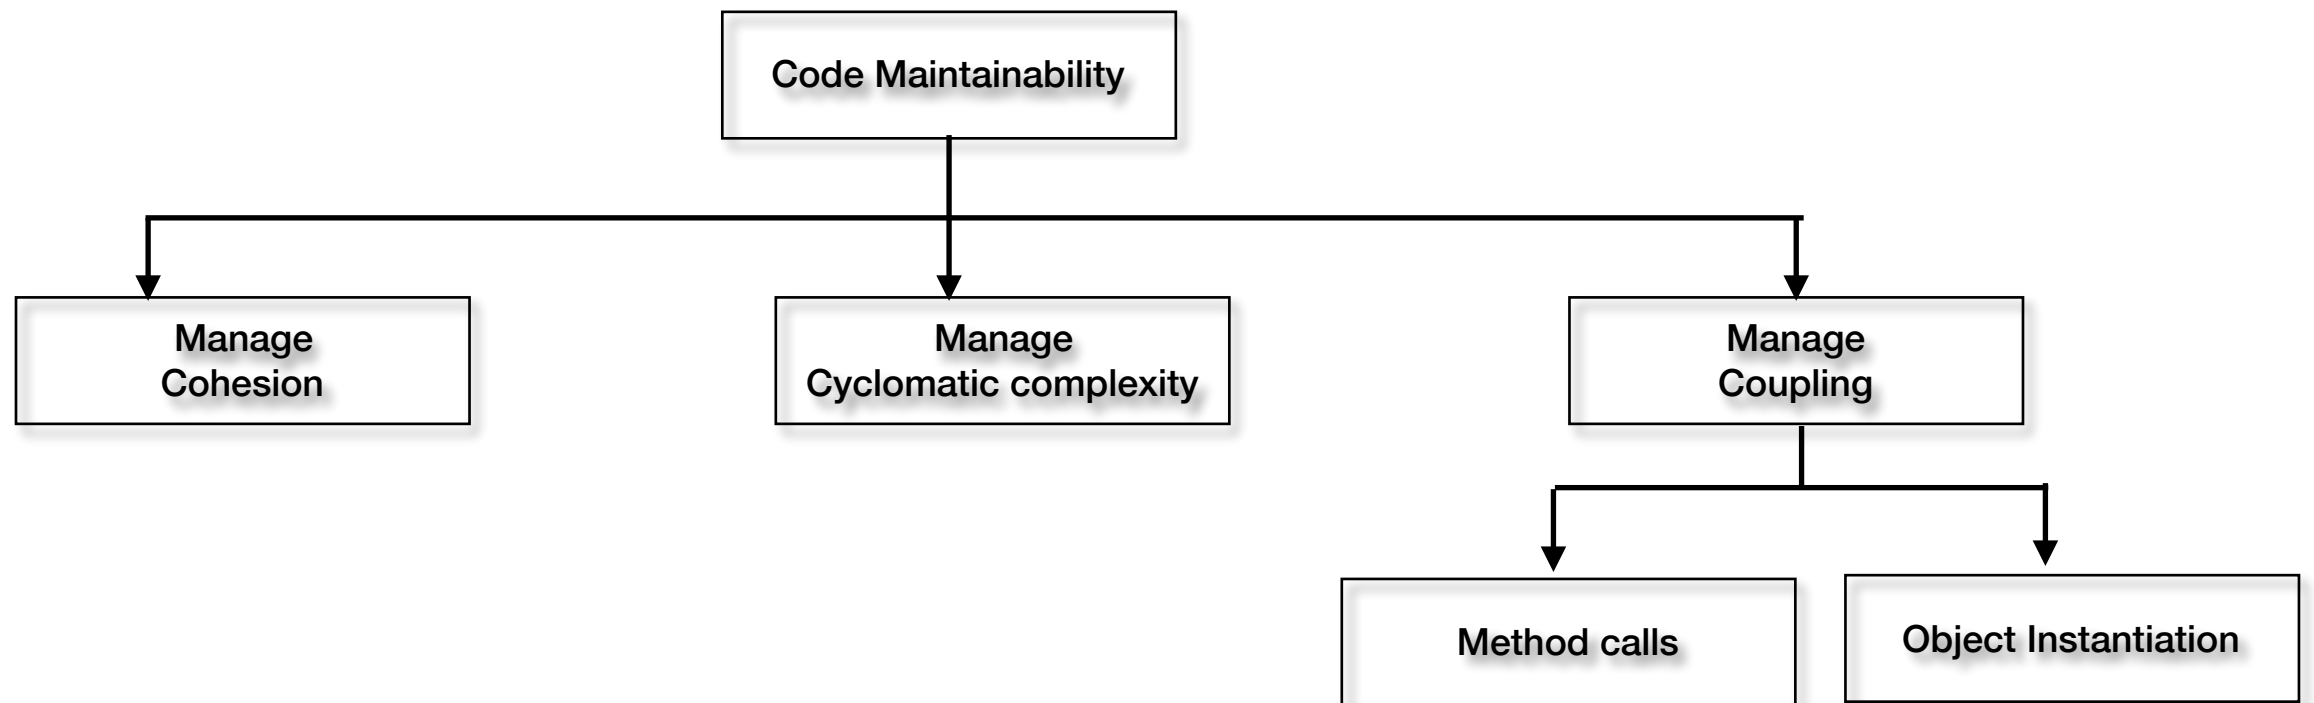 Code Maintainability
Manage
Cohesion
Manage
Cyclomatic complexity
Manage
Coupling
Method calls
Object Instantiation